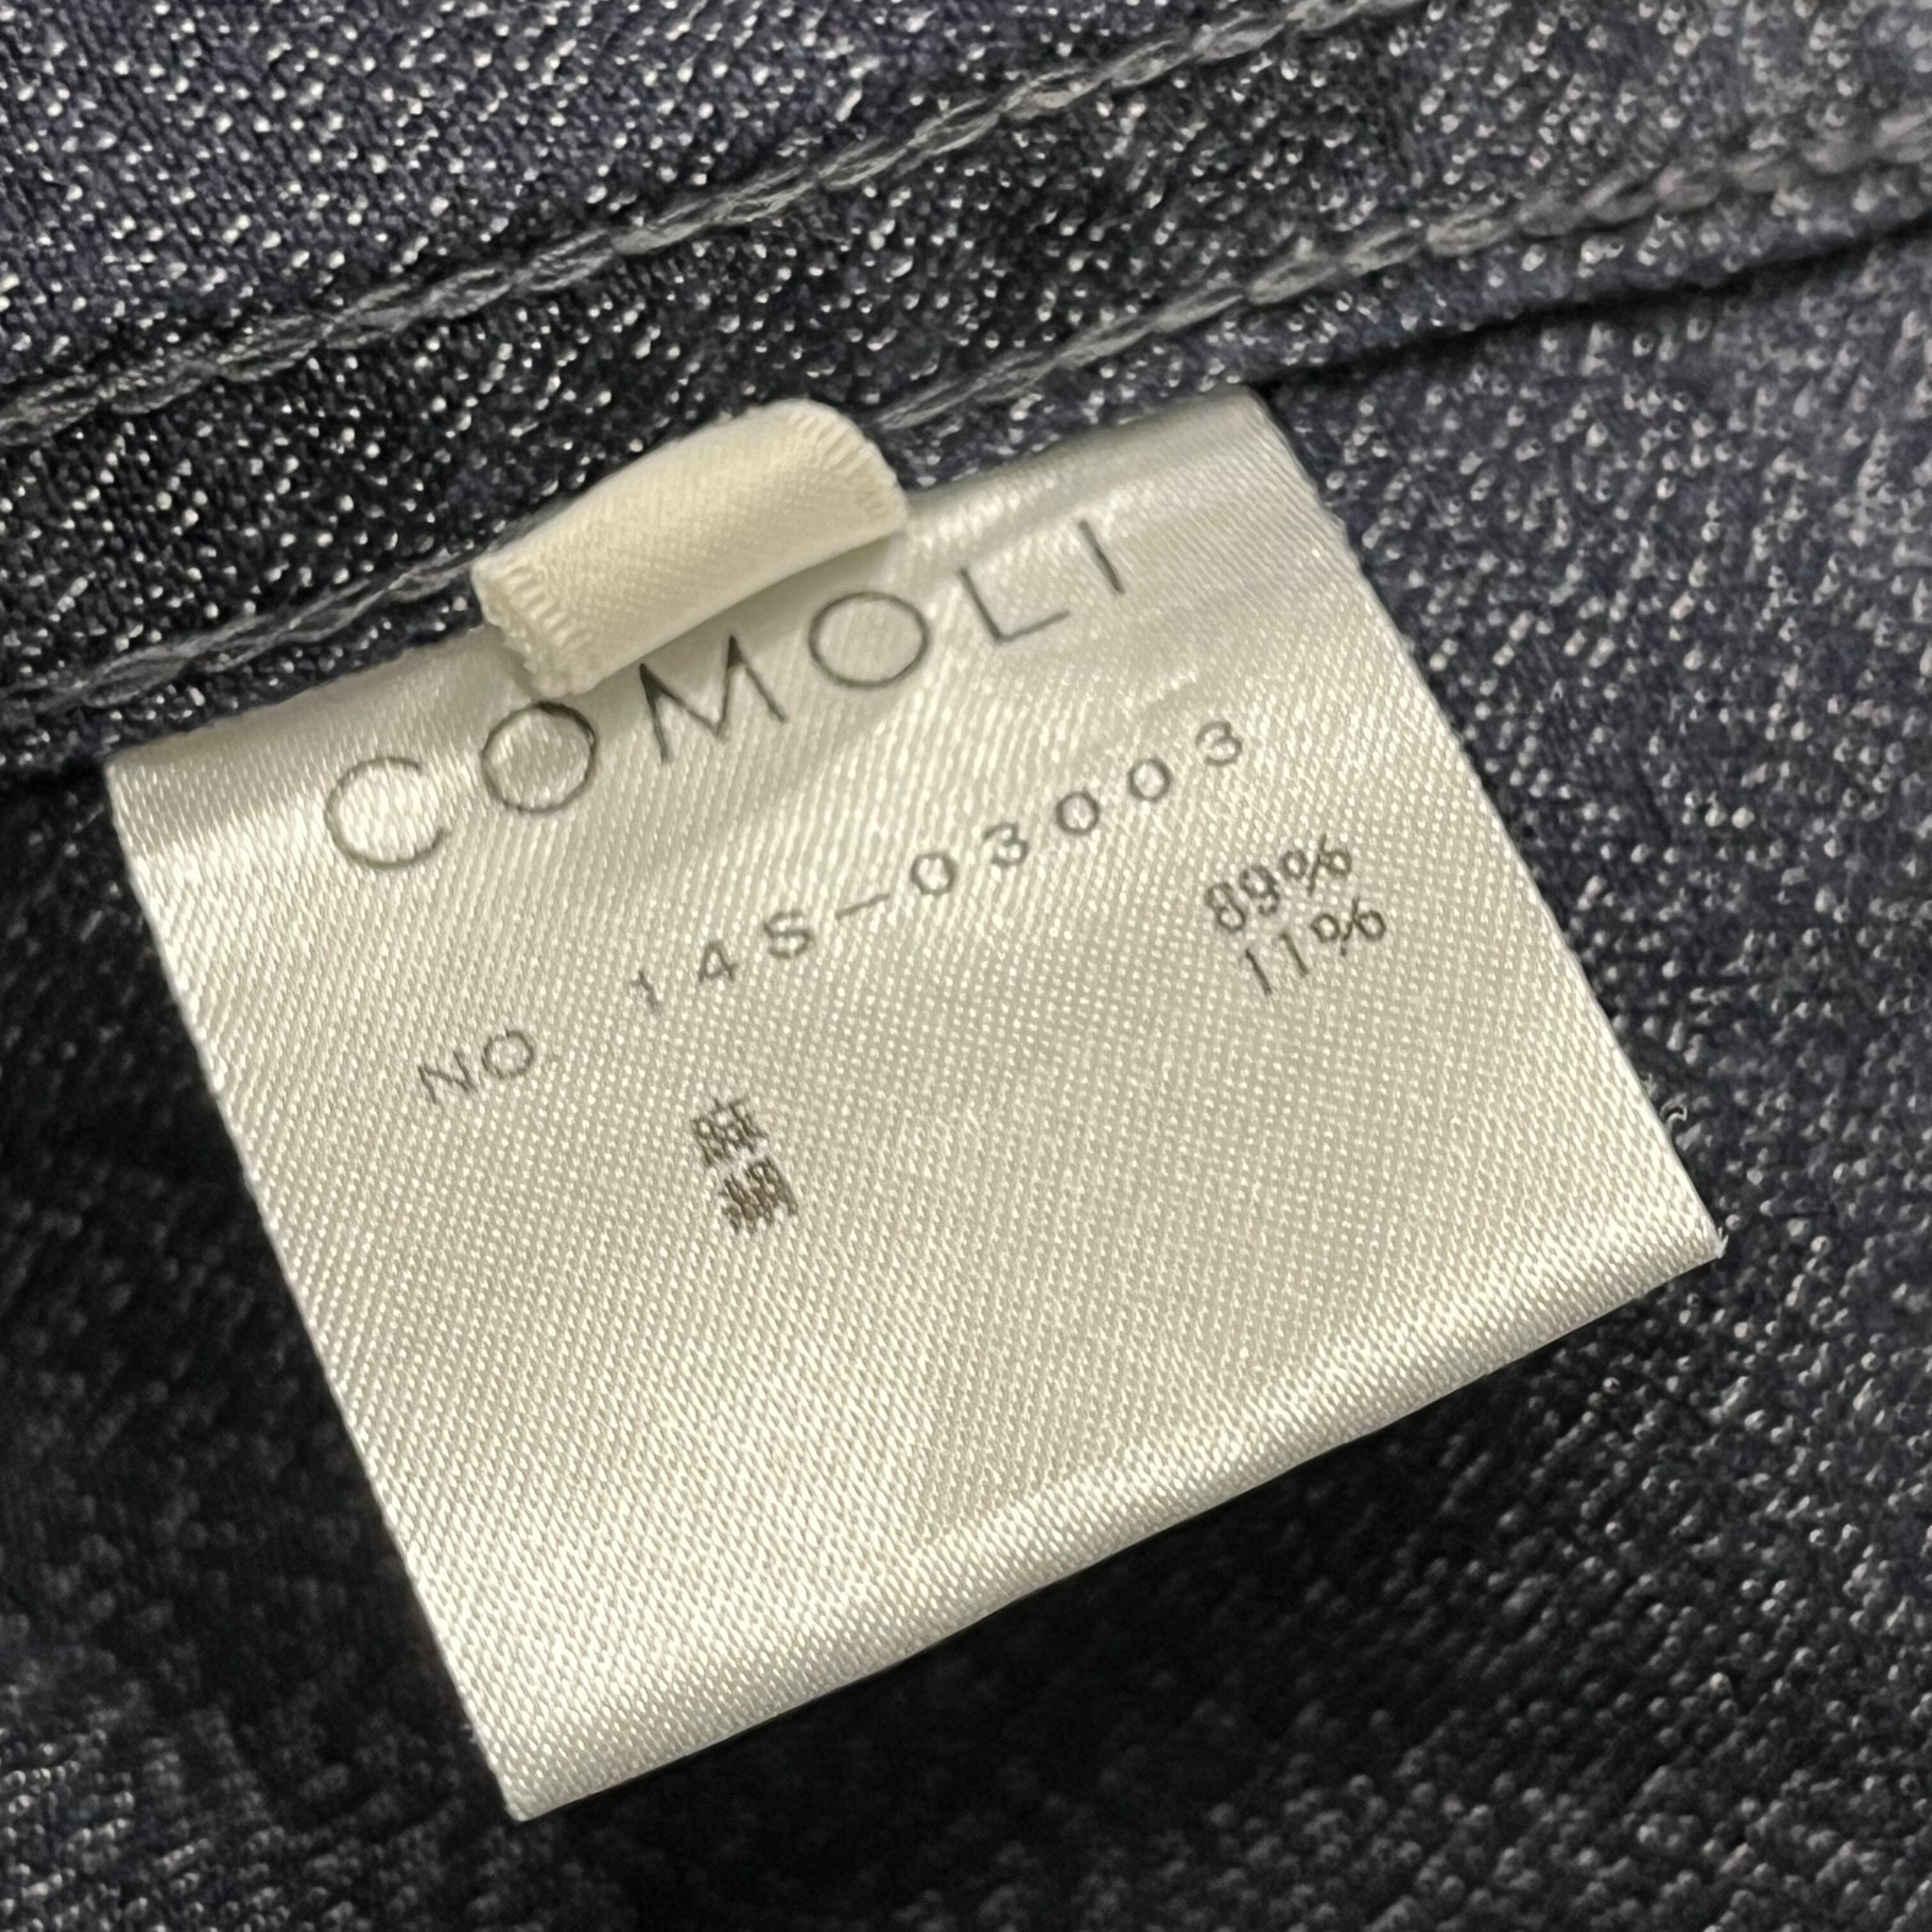 COMOLI
NO. 14S-03003
麻 89%
絹 11%